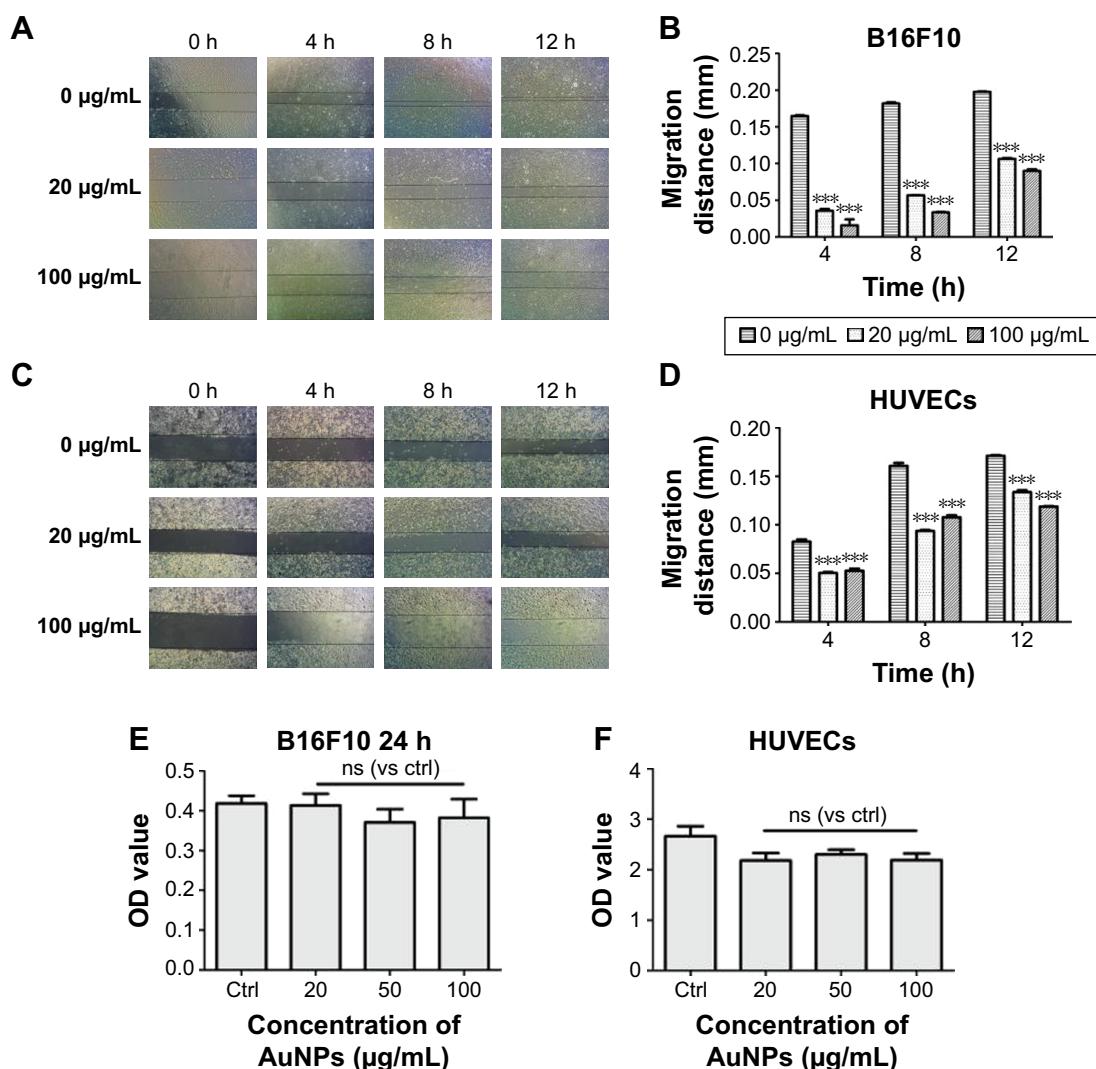 A
0 h 4 h 8 h 12 h
0 µg/mL
20 µg/mL
100 µg/mL
B
B16F10
Migration
distance (mm)
0.25
0.20
0.15
0.10
0.05
0.00
*** *** *** *** *** ***
4 8 12
Time (h)
0 µg/mL 20 µg/mL 100 µg/mL
C
0 h 4 h 8 h 12 h
0 µg/mL
20 µg/mL
100 µg/mL
D
HUVECs
Migration
distance (mm)
0.20
0.15
0.10
0.05
0.00
*** *** *** *** *** ***
4 8 12
Time (h)
E
B16F10 24 h
ns (vs ctrl)
OD value
0.5
0.4
0.3
0.2
0.1
0.0
Ctrl 20 50 100
Concentration of
AuNPs (µg/mL)
F
HUVECs
ns (vs ctrl)
OD value
4
3
2
2
0
Ctrl 20 50 100
Concentration of
AuNPs (µg/mL)